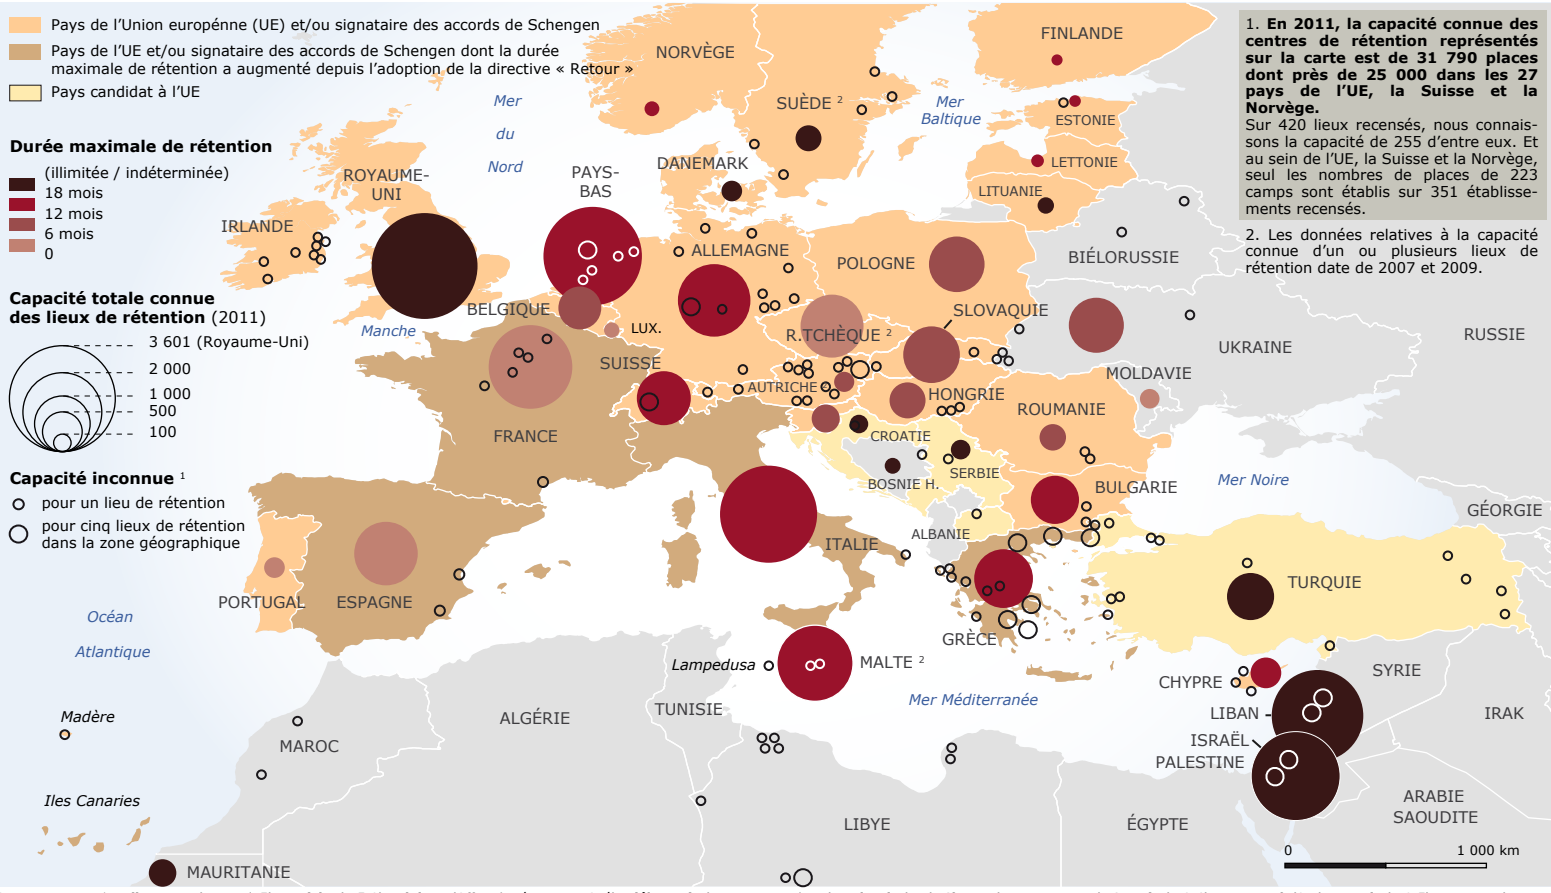 Pays de l'Union europénne (UE) et/ou signataire des accords de Schengen
Pays de l'UE et/ou signataire des accords de Schengen dont la durée
maximale de rétention a augmenté depuis l'adoption de la directive « Retour »
Pays candidat à l'UE
Durée maximale de rétention
(illimitée / indéterminée)
18 mois
12 mois
6 mois
0
Capacité totale connue
des lieux de rétention (2011)
3 601 (Royaume-Uni)
2 000
1 000
500
100
Capacité inconnue 1
pour un lieu de rétention
pour cinq lieux de rétention
dans la zone géographique
1. En 2011, la capacité connue des
centres de rétention représentés
sur la carte est de 31 790 places
dont près de 25 000 dans les 27
pays de l'UE, la Suisse et la
Norvège.
Sur 420 lieux recensés, nous connais-
sons la capacité de 255 d'entre eux. Et
au sein de l'UE, la Suisse et la Norvège,
seul les nombres de places de 223
camps sont établis sur 351 établisse-
ments recensés.
2. Les données relatives à la capacité
connue d'un ou plusieurs lieux de
rétention date de 2007 et 2009.
NORVÈGE
FINLANDE
SUÈDE 2
Mer
Baltique
ESTONIE
Mer
du
Nord
DANEMARK
LETTONIE
LITUANIE
ROYAUME-
UNI
PAYS-
BAS
IRLANDE
ALLEMAGNE
POLOGNE
BIÉLORUSSIE
BELGIQUE
SLOVAQUIE
Manche
LUX.
R.TCHÈQUE 2
RUSSIE
UKRAINE
SUISSE
MOLDAVIE
AUTRICHE 2
HONGRIE
ROUMANIE
FRANCE
CROATIE
SERBIE
BOSNIE H.
BULGARIE
Mer Noire
GÉORGIE
ALBANIE
ITALIE
TURQUIE
PORTUGAL
ESPAGNE
Océan
Atlantique
GRÈCE
Lampedusa
MALTE 2
SYRIE
CHYPRE
Mer Méditerranée
TUNISIE
LIBAN
IRAK
Madère
ALGÉRIE
MAROC
ISRAËL
PALESTINE
Iles Canaries
ARABIE
SAOUDITE
LIBYE
ÉGYPTE
0
1 000 km
MAURITANIE